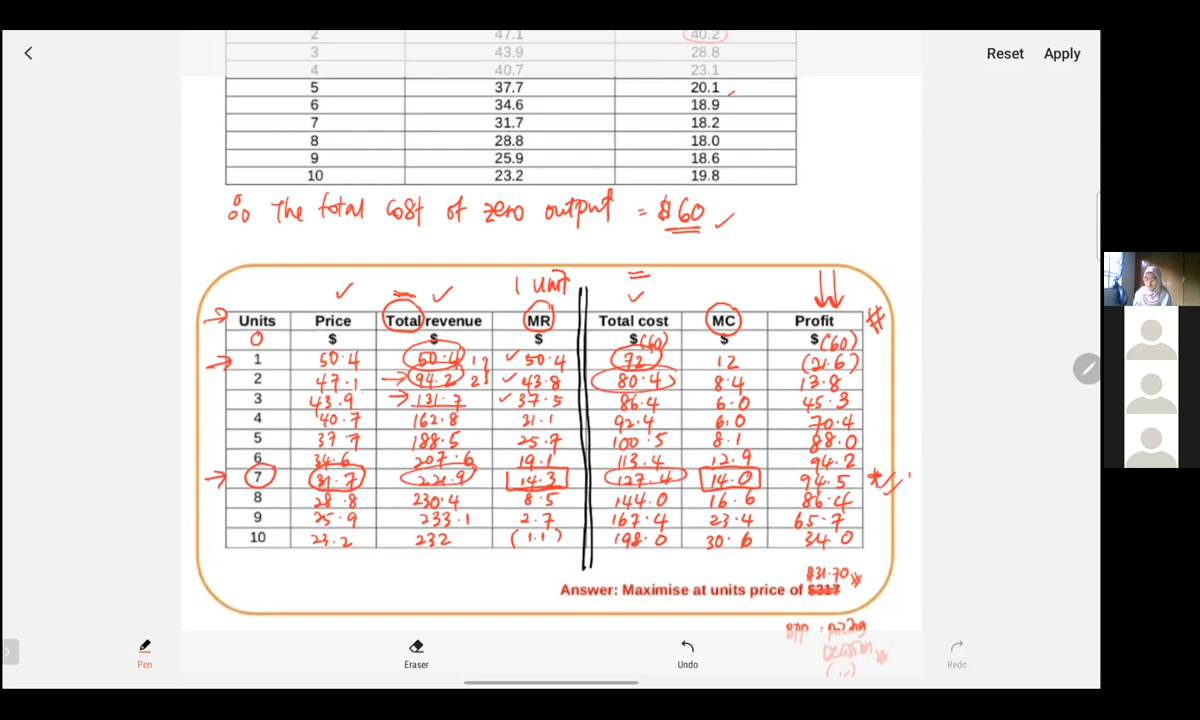 Reset Apply
2 47.1 40.2
3 43.9 28.8
4 40.7 23.1
5 37.7 20.1
6 34.6 18.9
7 31.7 18.2
8 28.8 18.0
9 25.9 18.6
10 23.2 19.8
∴ The total cost of zero output = $60 ✓
1 unit
Units Price Total revenue MR Total cost MC Profit #
0 $ $ $ $(60) $ $(60)
1 50.4 50.4 1} 50.4 72 12 (21.6)
2 47.1 94.2 2} 43.8 80.4 8.4 13.8
3 43.9 131.7 37.5 86.4 6.0 45.3
4 40.7 162.8 31.1 92.4 6.0 70.4
5 37.7 188.5 25.7 100.5 8.1 88.0
6 34.6 207.6 19.1 113.4 12.9 94.2
7 31.7 221.9 14.3 127.4 14.0 94.5
8 28.8 230.4 8.5 144.0 16.6 86.4
9 25.9 233.1 2.7 167.4 23.4 65.7
10 23.2 232 (1.1) 198.0 30.6 34.0
$31.70
Answer: Maximise at units price of $317
BPP : pricing
Decision
Pen Eraser Undo Redo